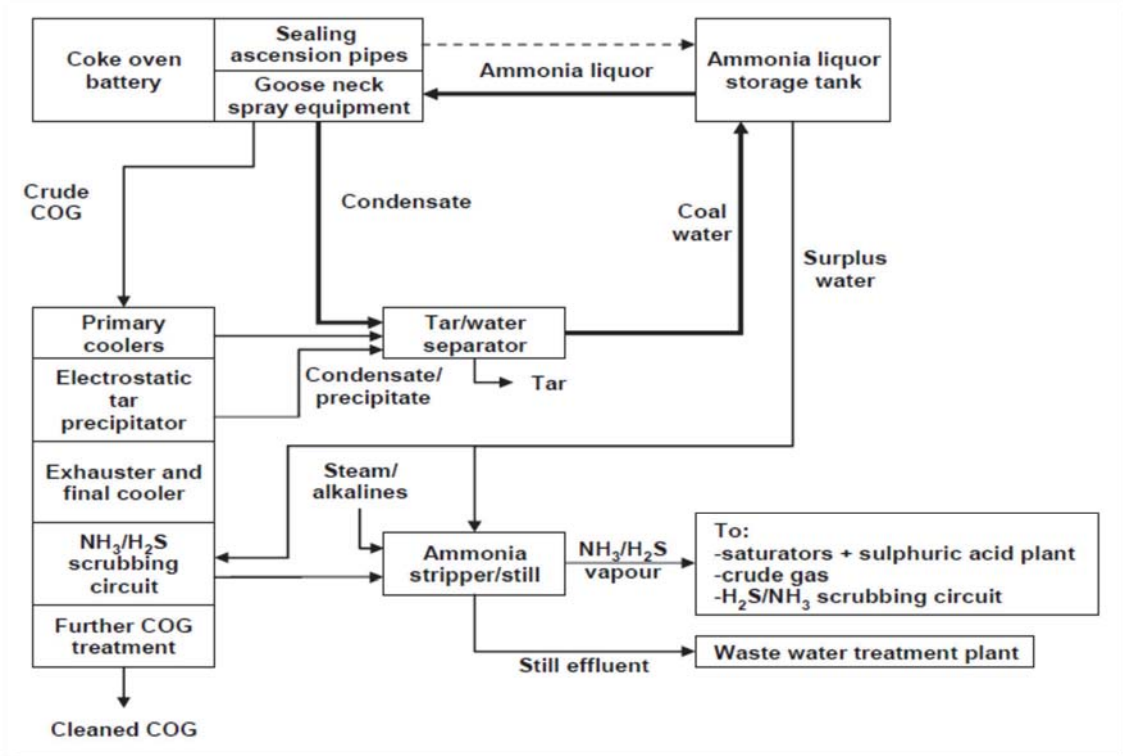 Coke oven
battery
Sealing
ascension pipes
Goose neck
spray equipment
Ammonia liquor
Ammonia liquor
storage tank
Crude
COG
Condensate
Coal
water
Surplus
water
Primary
coolers
Tar/water
separator
Electrostatic
tar
precipitator
Condensate/
precipitate
Tar
Exhauster and
final cooler
Steam/
alkalines
NH₃/H₂S
scrubbing
circuit
Ammonia
stripper/still
NH₃/H₂S
vapour
To:
-saturators + sulphuric acid plant
-crude gas
-H₂S/NH₃ scrubbing circuit
Further COG
treatment
Still effluent
Waste water treatment plant
Cleaned COG